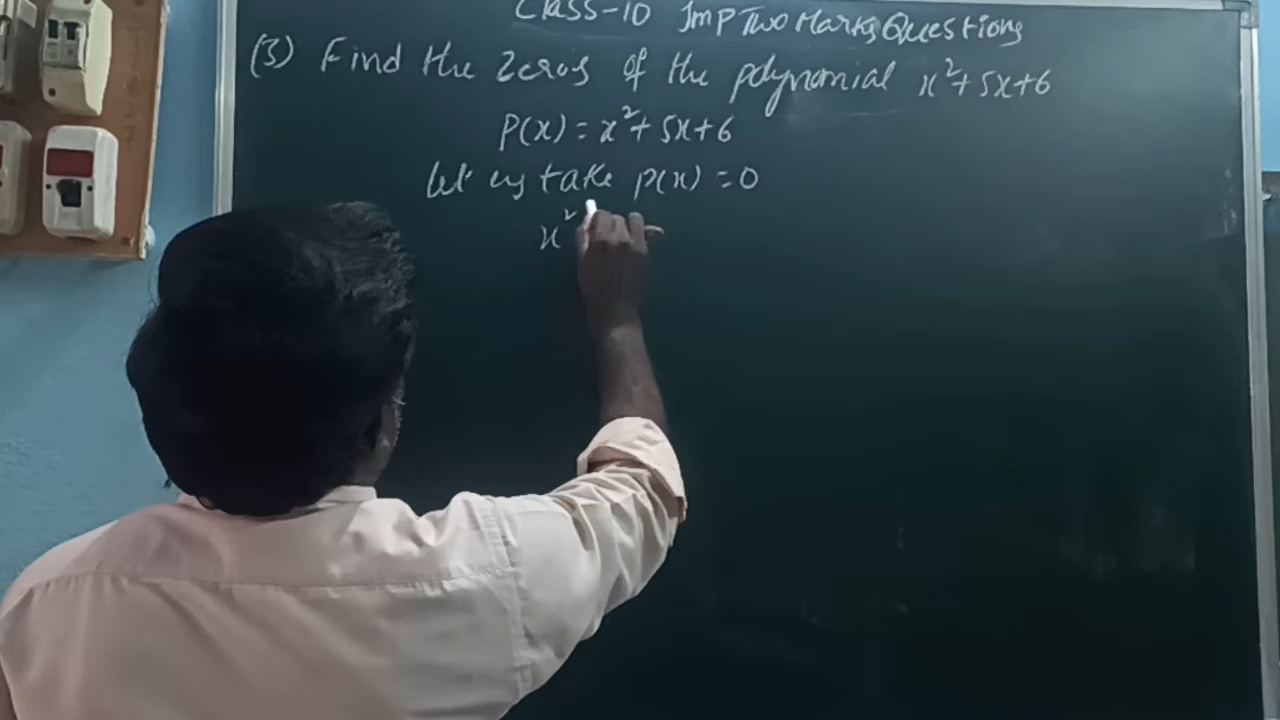 Class-10 Imp Two Marks Questions
(3) Find the zeros of the polynomial x²+5x+6
P(x) = x²+5x+6
Let us take p(x) = 0
x²